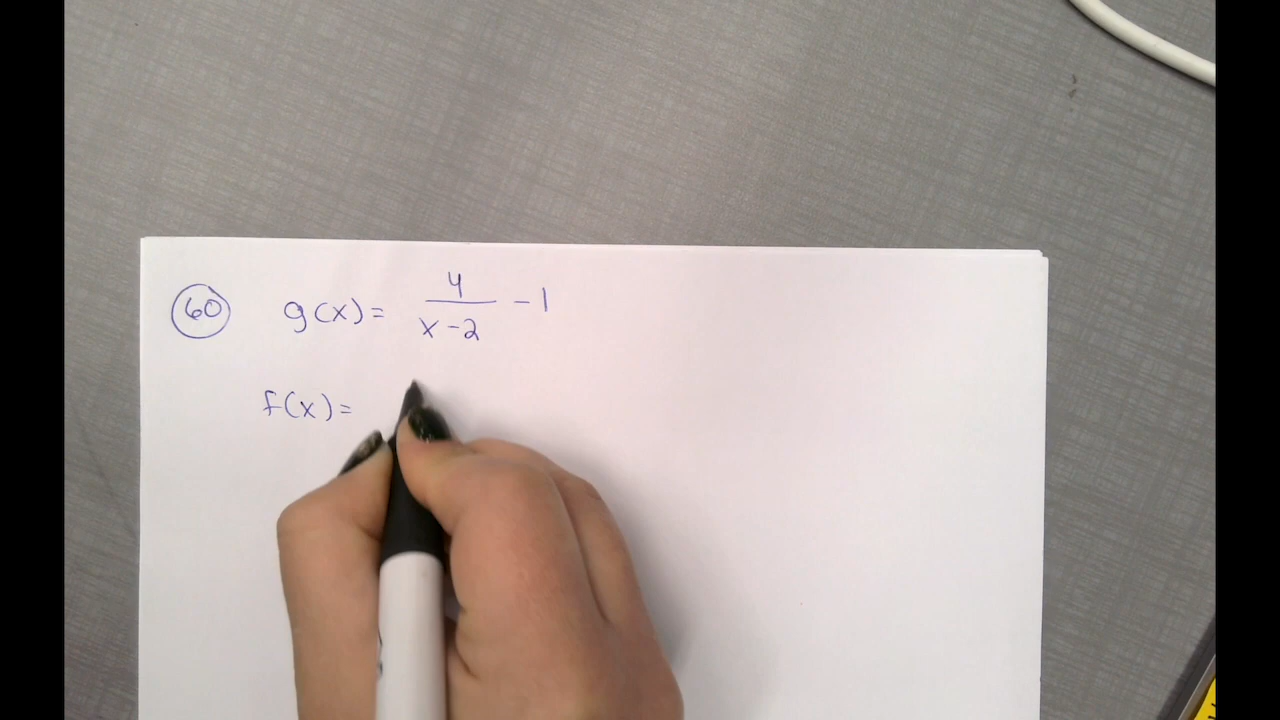 60 g(x) = 4/(x-2) - 1
f(x) =